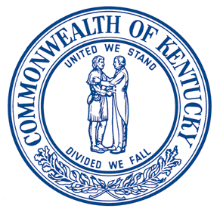 COMMONWEALTH OF KENTUCKY
UNITED WE STAND
DIVIDED WE FALL